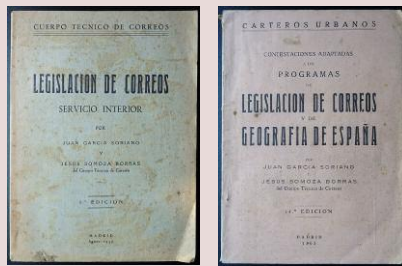 CUERPO TECNICO DE CORREOS
LEGISLACION DE CORREOS
SERVICIO INTERIOR
POR
JUAN GARCIA SORIANO
Y
JESUS SOMOZA BORRAS
del Cuerpo Técnico de Correos
EDICION
MADRID
CARTEROS URBANOS
CONTESTACIONES ADAPTADAS
A LOS
PROGRAMAS
DE
LEGISLACION DE CORREOS
Y DE
GEOGRAFIA DE ESPAÑA
POR
JUAN GARCIA SORIANO
Y
JESUS SOMOZA BORRAS
del Cuerpo Técnico de Correos
EDICION
MADRID